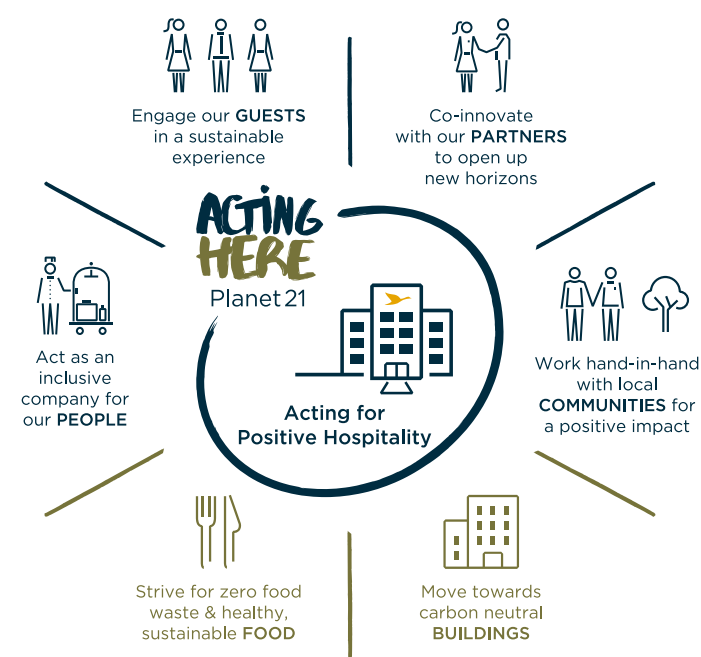 Engage our GUESTS
in a sustainable
experience
Co-innovate
with our PARTNERS
to open up
new horizons
ACTING
HERE
Planet 21
Acting for
Positive Hospitality
Act as an
inclusive
company for
our PEOPLE
Work hand-in-hand
with local
COMMUNITIES for
a positive impact
Strive for zero food
waste & healthy,
sustainable FOOD
Move towards
carbon neutral
BUILDINGS